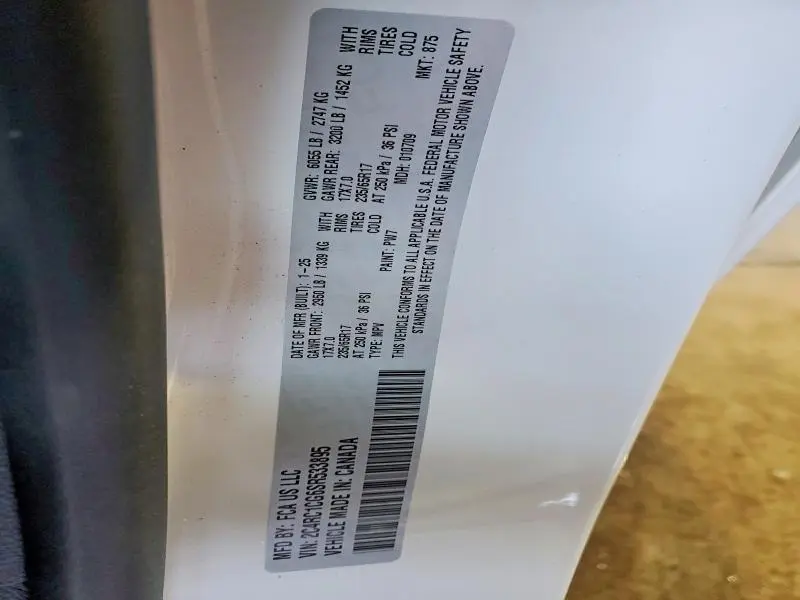 MFD BY: FCA US LLC
VIN: 2C4RC1CG6SR533895
VEHICLE MADE IN: CANADA
DATE OF MFR (BUILT): 1-25
GAWR FRONT: 2950 LB / 1339 KG WITH
17X7.0 RIMS
235/65R17 TIRES
AT 250 kPa / 36 PSI COLD
TYPE: MPV
PAINT: PW7
GVWR: 6055 LB / 2747 KG
GAWR REAR: 3200 LB / 1452 KG WITH
17X7.0 RIMS
235/65R17 TIRES
AT 250 kPa / 36 PSI COLD
MDH: 010709
MKT: 875
THIS VEHICLE CONFORMS TO ALL APPLICABLE U.S.A. FEDERAL MOTOR VEHICLE SAFETY
STANDARDS IN EFFECT ON THE DATE OF MANUFACTURE SHOWN ABOVE.